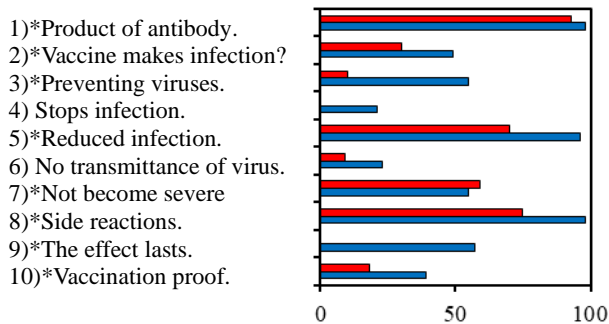 1)*Product of antibody.
2)*Vaccine makes infection?
3)*Preventing viruses.
4) Stops infection.
5)*Reduced infection.
6) No transmittance of virus.
7)*Not become severe
8)*Side reactions.
9)*The effect lasts.
10)*Vaccination proof.
0 50 100